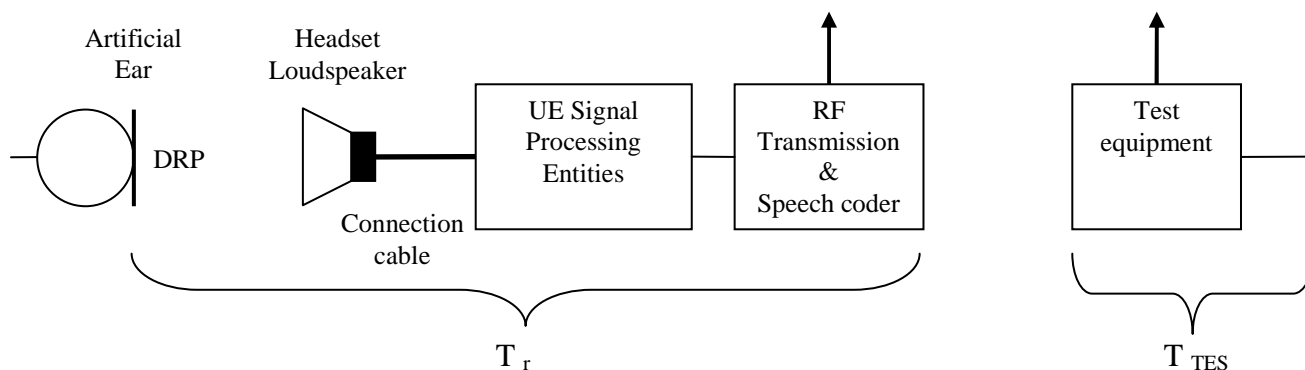 Artificial
Ear
DRP
Headset
Loudspeaker
Connection
cable
UE Signal
Processing
Entities
RF
Transmission
&
Speech coder
Test
equipment
T r
T TES